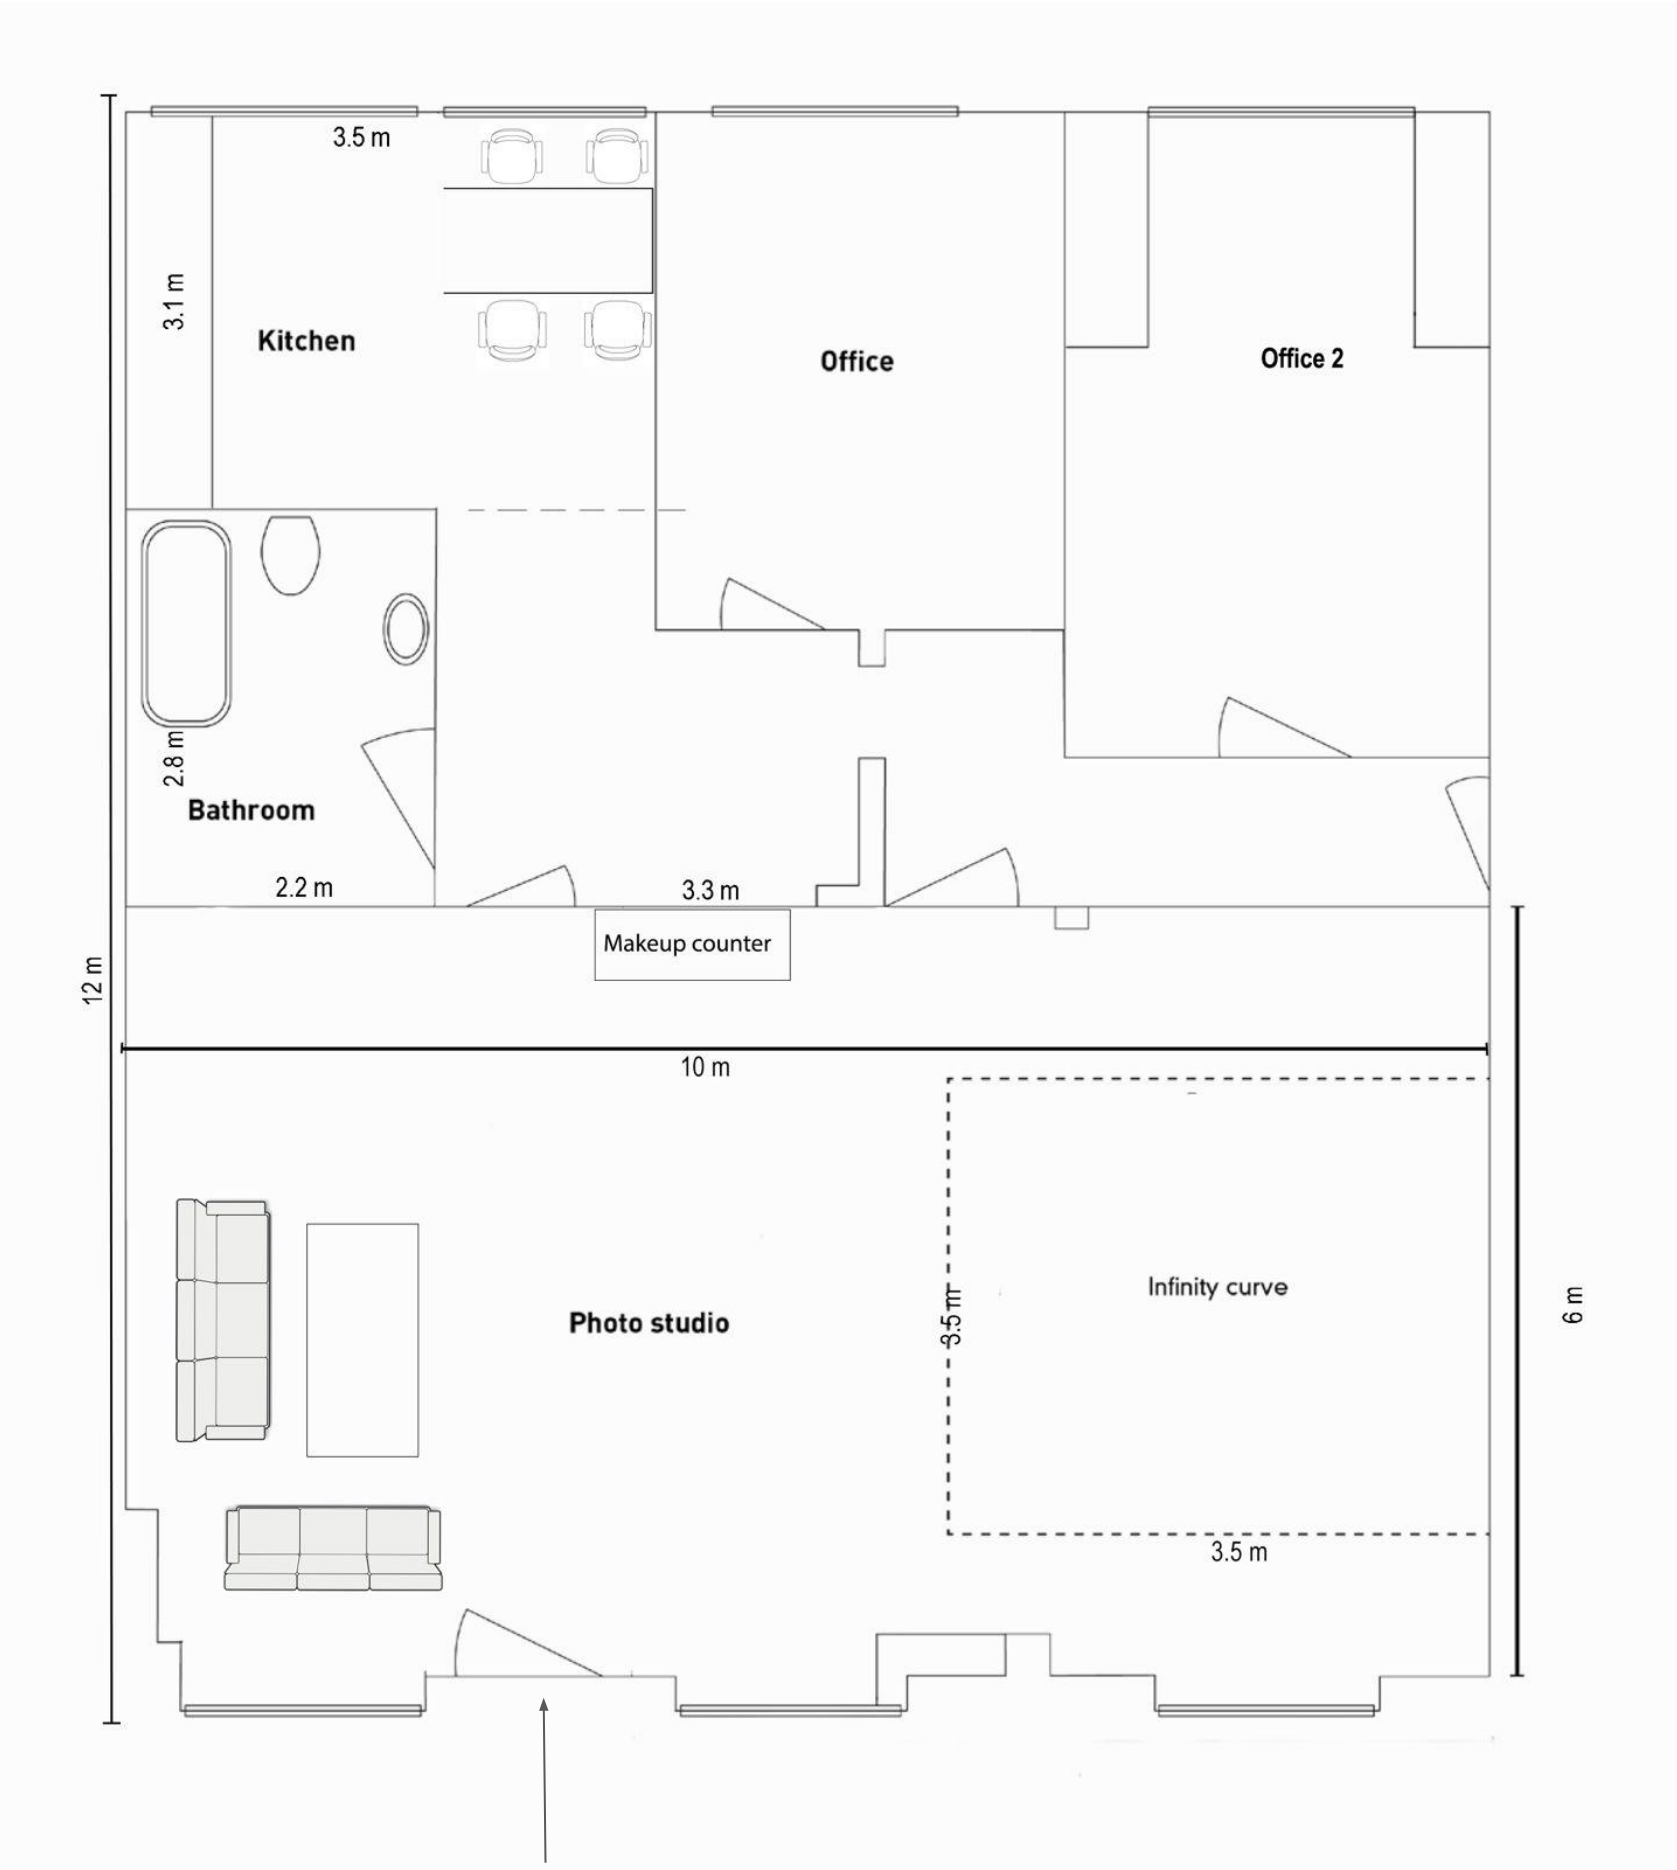 3.5 m
3.1 m
Kitchen
Office
Office 2
2.8 m
Bathroom
2.2 m
3.3 m
Makeup counter
12 m
10 m
Infinity curve
3.5 m
6 m
Photo studio
3.5 m